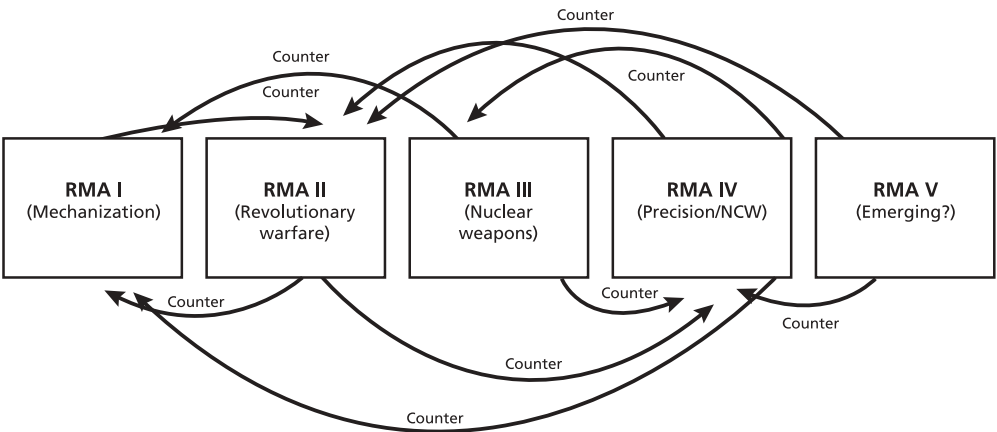 Counter
Counter
Counter
Counter
RMA I
(Mechanization)
RMA II
(Revolutionary
warfare)
RMA III
(Nuclear
weapons)
RMA IV
(Precision/NCW)
RMA V
(Emerging?)
Counter
Counter
Counter
Counter
Counter